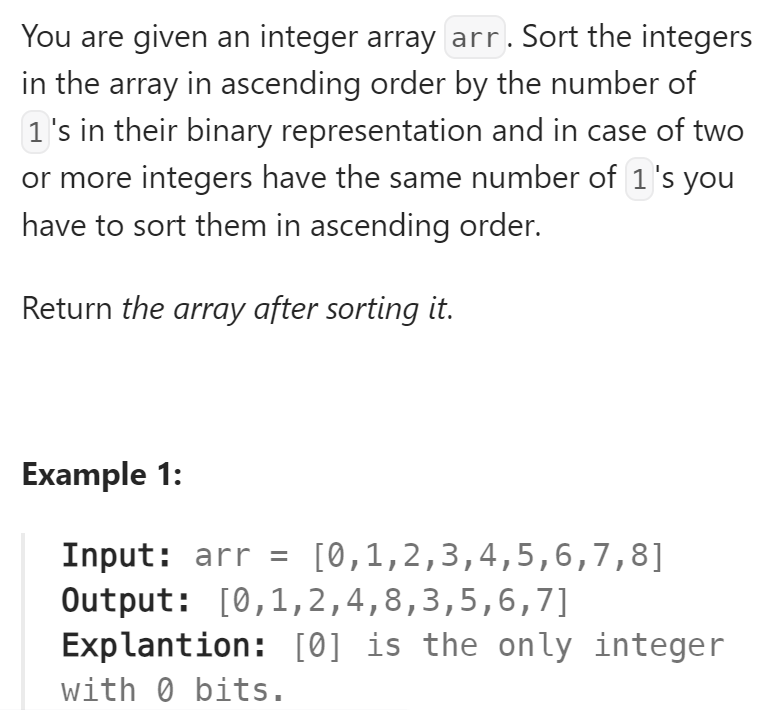 You are given an integer array arr. Sort the integers
in the array in ascending order by the number of
1's in their binary representation and in case of two
or more integers have the same number of 1's you
have to sort them in ascending order.
Return the array after sorting it.
Example 1:
Input: arr = [0,1,2,3,4,5,6,7,8]
Output: [0,1,2,4,8,3,5,6,7]
Explantion: [0] is the only integer
with 0 bits.